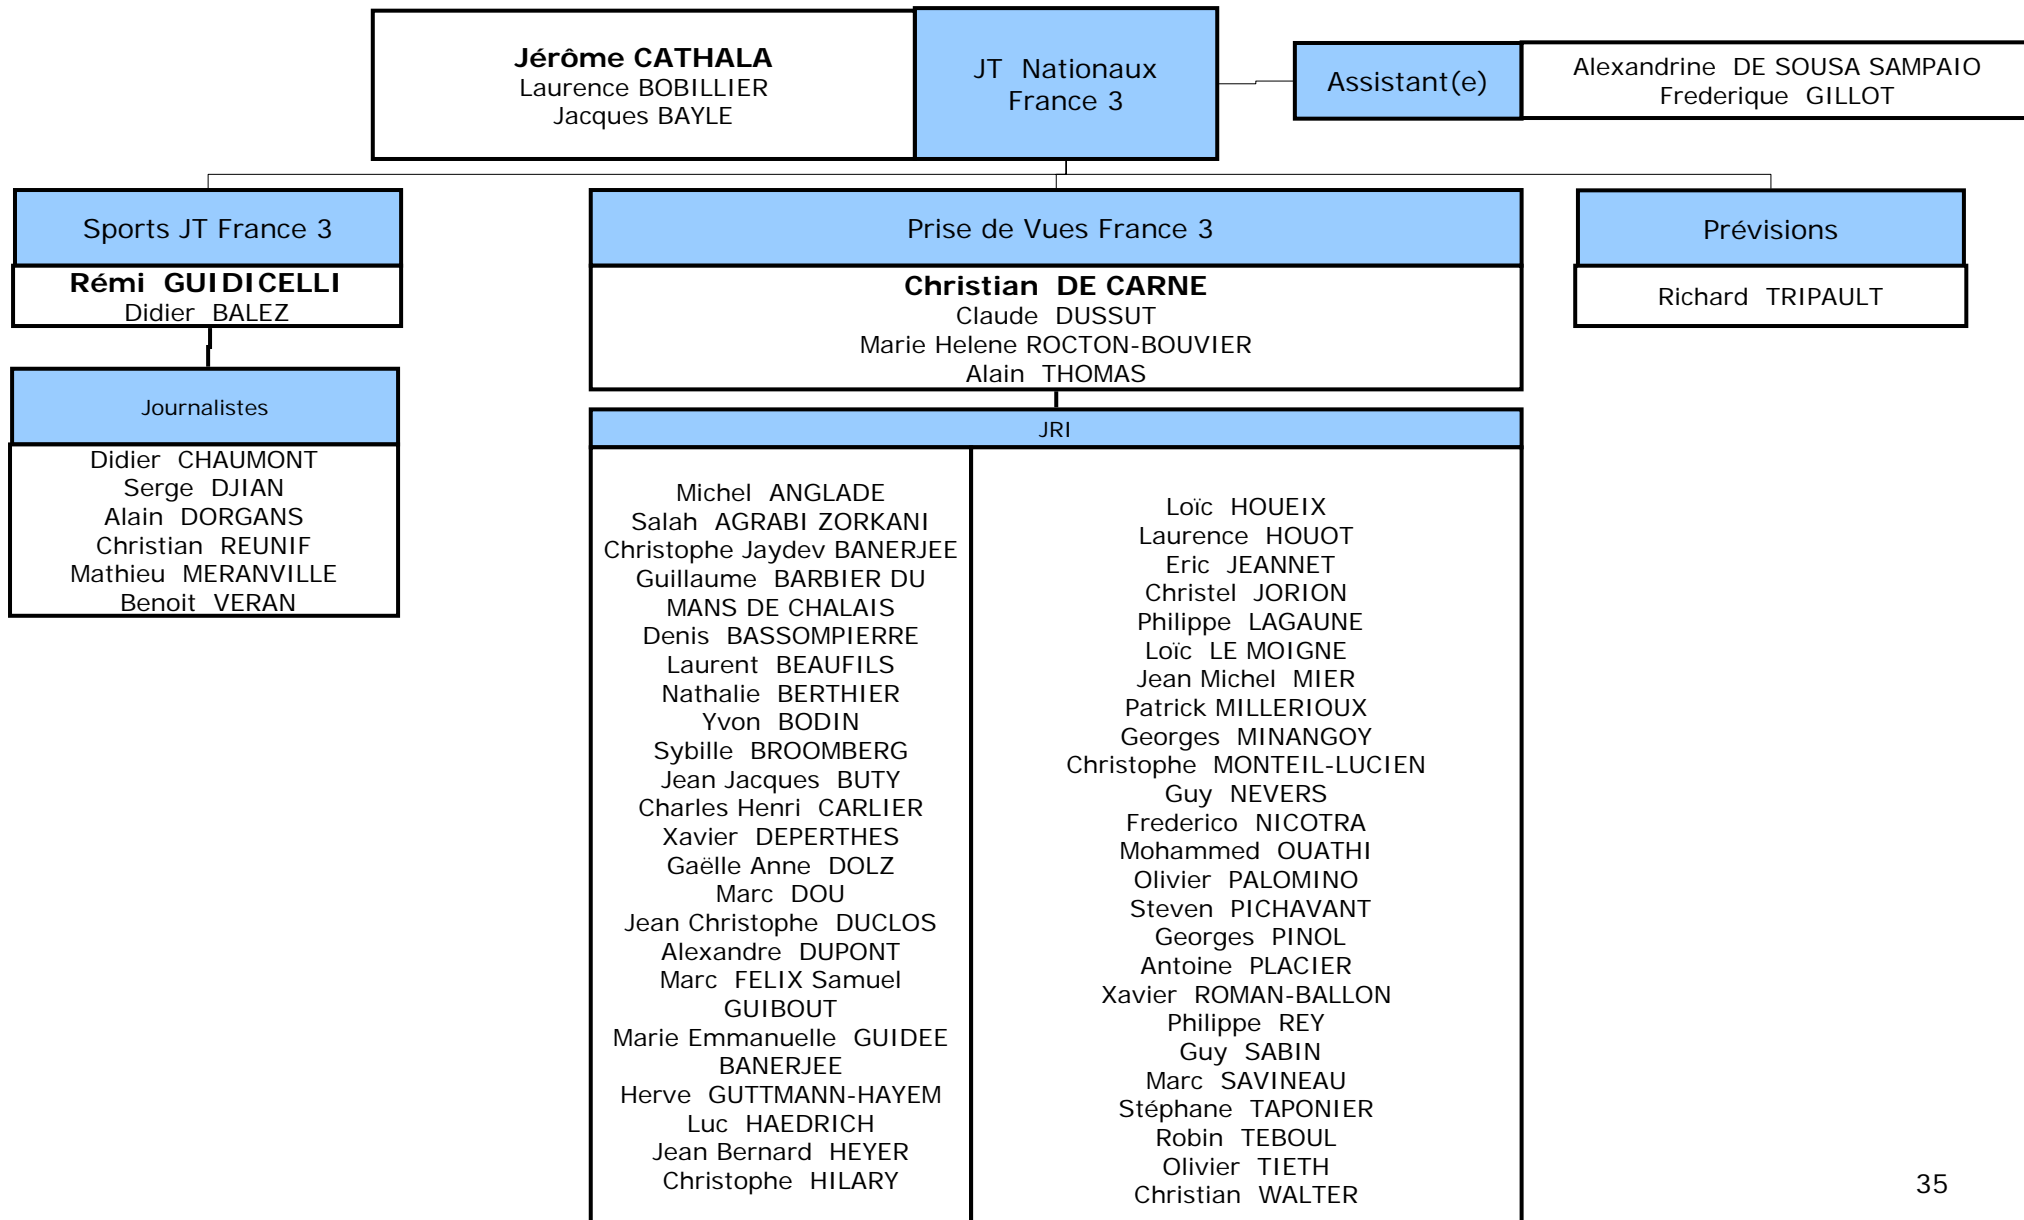 Jérôme CATHALA
Laurence BOBILLIER
Jacques BAYLE
JT Nationaux
France 3
Assistant(e)
Alexandrine DE SOUSA SAMPAIO
Frederique GILLOT
Sports JT France 3
Rémi GUIDICELLI
Didier BALEZ
Journalistes
Didier CHAUMONT
Serge DJIAN
Alain DORGANS
Christian REUNIF
Mathieu MERANVILLE
Benoit VERAN
Prise de Vues France 3
Christian DE CARNE
Claude DUSSUT
Marie Helene ROCTON-BOUVIER
Alain THOMAS
JRI
Michel ANGLADE
Salah AGRABI ZORKANI
Christophe Jaydev BANERJEE
Guillaume BARBIER DU
MANS DE CHALAIS
Denis BASSOMPIERRE
Laurent BEAUFILS
Nathalie BERTHIER
Yvon BODIN
Sybille BROOMBERG
Jean Jacques BUTY
Charles Henri CARLIER
Xavier DEPERTHES
Gaëlle Anne DOLZ
Marc DOU
Jean Christophe DUCLOS
Alexandre DUPONT
Marc FELIX Samuel
GUIBOUT
Marie Emmanuelle GUIDEE
BANERJEE
Herve GUTTMANN-HAYEM
Luc HAEDRICH
Jean Bernard HEYER
Christophe HILARY
Loïc HOUEIX
Laurence HOUOT
Eric JEANNET
Christel JORION
Philippe LAGAUNE
Loïc LE MOIGNE
Jean Michel MIER
Patrick MILLERIOUX
Georges MINANGOY
Christophe MONTEIL-LUCIEN
Guy NEVERS
Frederico NICOTRA
Mohammed OUATHI
Olivier PALOMINO
Steven PICHAVANT
Georges PINOL
Antoine PLACIER
Xavier ROMAN-BALLON
Philippe REY
Guy SABIN
Marc SAVINEAU
Stéphane TAPONIER
Robin TEBOUL
Olivier TIETH
Christian WALTER
Prévisions
Richard TRIPAULT
35